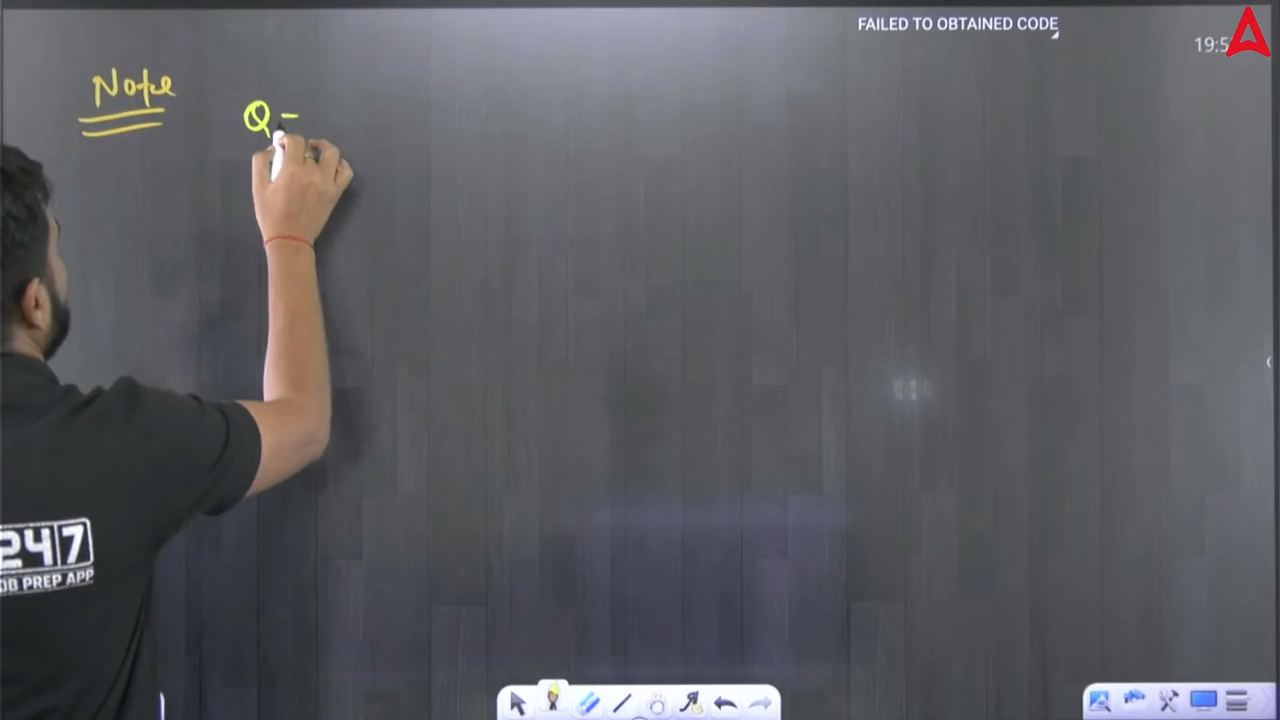 FAILED TO OBTAINED CODE
19:5
Note
Q -
247
OB PREP APP